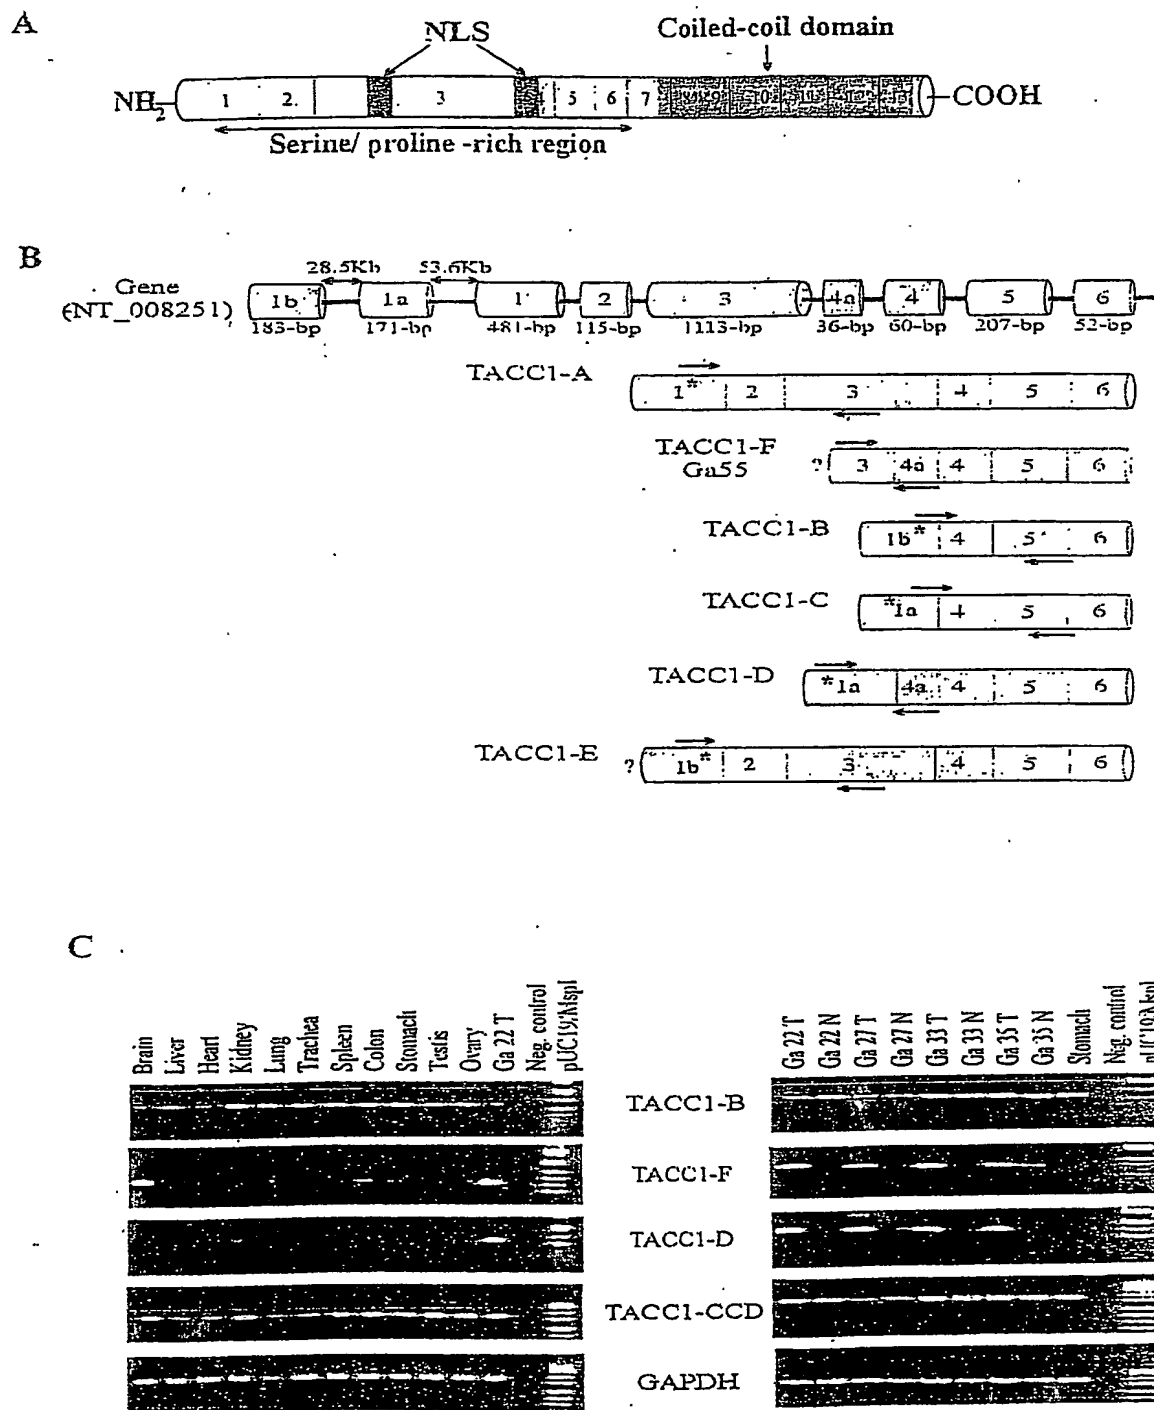 A
NLS
Coiled-coil domain
NH2
1 2 3 5 6 7 9 10 11 12 13
COOH
Serine/ proline -rich region
B
28.5Kb 53.6Kb
Gene
(NT_008251)
1b 1a 1 2 3 4a 4 5 6
183-bp 171-bp 481-bp 115-bp 1113-bp 36-bp 60-bp 207-bp 52-bp
TACC1-A
1* 2 3 4 5 6
TACC1-F
Ga55
? 3 4a 4 5 6
TACC1-B
1b* 4 5 6
TACC1-C
*1a 4 5 6
TACC1-D
*1a 4a 4 5 6
TACC1-E
? 1b* 2 3 4 5 6
C
Brain Liver Heart Kidney Lung Trachea Spleen Colon Stomach Testis Ovary Ga 22 T Neg. control pUC19/MspI
Ga 22 T Ga 22 N Ga 27 T Ga 27 N Ga 33 T Ga 33 N Ga 35 T Ga 35 N Stomach Neg. control pUC19/MspI
TACC1-B
TACC1-F
TACC1-D
TACC1-CCD
GAPDH